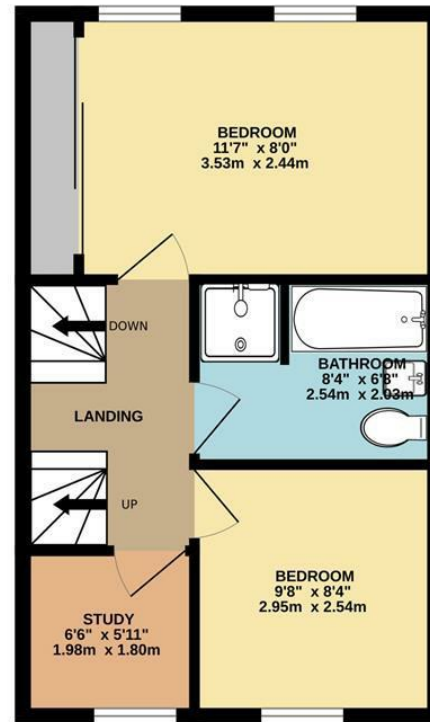 BEDROOM
11'7" x 8'0"
3.53m x 2.44m
DOWN
BATHROOM
8'4" x 6'8"
2.54m x 2.03m
LANDING
UP
BEDROOM
9'8" x 8'4"
2.95m x 2.54m
STUDY
6'6" x 5'11"
1.98m x 1.80m